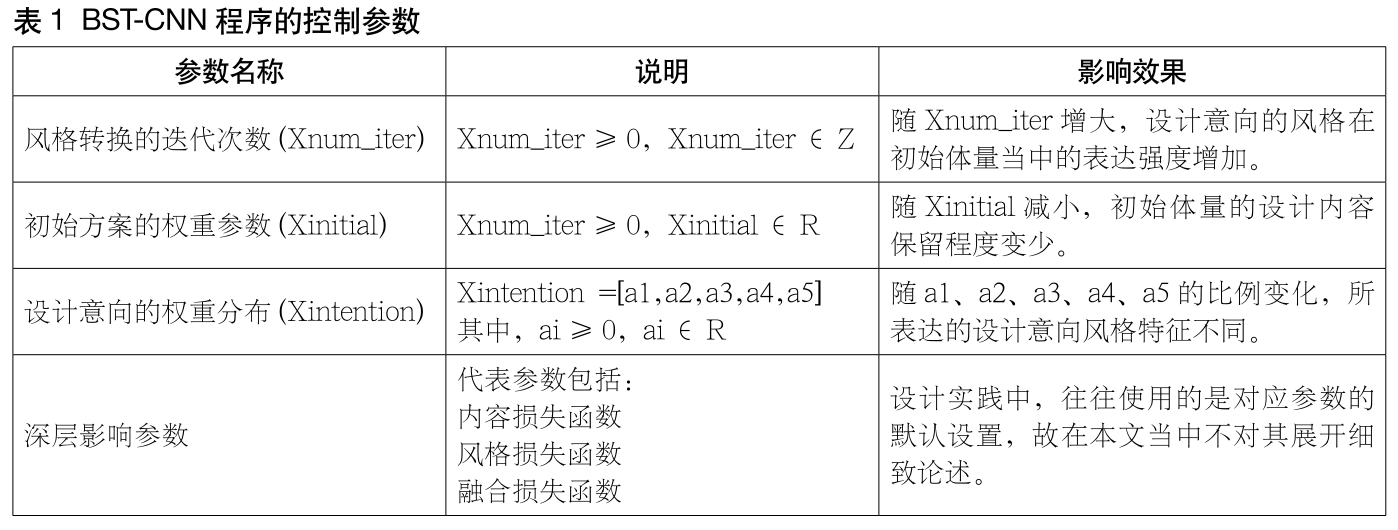 表 1 BST-CNN 程序的控制参数
参数名称
说明
影响效果
风格转换的迭代次数 (Xnum_iter)
Xnum_iter ⩾ 0，Xnum_iter ∈ Z
随 Xnum_iter 增大，设计意向的风格在
初始体量当中的表达强度增加。
初始方案的权重参数 (Xinitial)
Xnum_iter ⩾ 0，Xinitial ∈ R
随 Xinitial 减小，初始体量的设计内容
保留程度变少。
设计意向的权重分布 (Xintention)
Xintention =[a1,a2,a3,a4,a5]
其中，ai ⩾ 0，ai ∈ R
随 a1、a2、a3、a4、a5 的比例变化，所
表达的设计意向风格特征不同。
深层影响参数
代表参数包括：
内容损失函数
风格损失函数
融合损失函数
设计实践中，往往使用的是对应参数的
默认设置，故在本文当中不对其展开细
致论述。